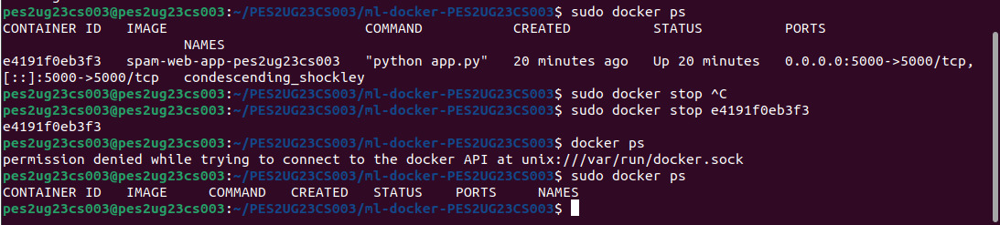 pes2ug23cs003@pes2ug23cs003:~/PES2UG23CS003/ml-docker-PES2UG23CS003$ sudo docker ps
CONTAINER ID   IMAGE                        COMMAND           CREATED          STATUS          PORTS
                        NAMES
e4191f0eb3f3   spam-web-app-pes2ug23cs003   "python app.py"   20 minutes ago   Up 20 minutes   0.0.0.0:5000->5000/tcp,
[::]:5000->5000/tcp   condescending_shockley
pes2ug23cs003@pes2ug23cs003:~/PES2UG23CS003/ml-docker-PES2UG23CS003$ sudo docker stop ^C
pes2ug23cs003@pes2ug23cs003:~/PES2UG23CS003/ml-docker-PES2UG23CS003$ sudo docker stop e4191f0eb3f3
e4191f0eb3f3
pes2ug23cs003@pes2ug23cs003:~/PES2UG23CS003/ml-docker-PES2UG23CS003$ docker ps
permission denied while trying to connect to the docker API at unix:///var/run/docker.sock
pes2ug23cs003@pes2ug23cs003:~/PES2UG23CS003/ml-docker-PES2UG23CS003$ sudo docker ps
CONTAINER ID   IMAGE     COMMAND   CREATED   STATUS    PORTS     NAMES
pes2ug23cs003@pes2ug23cs003:~/PES2UG23CS003/ml-docker-PES2UG23CS003$